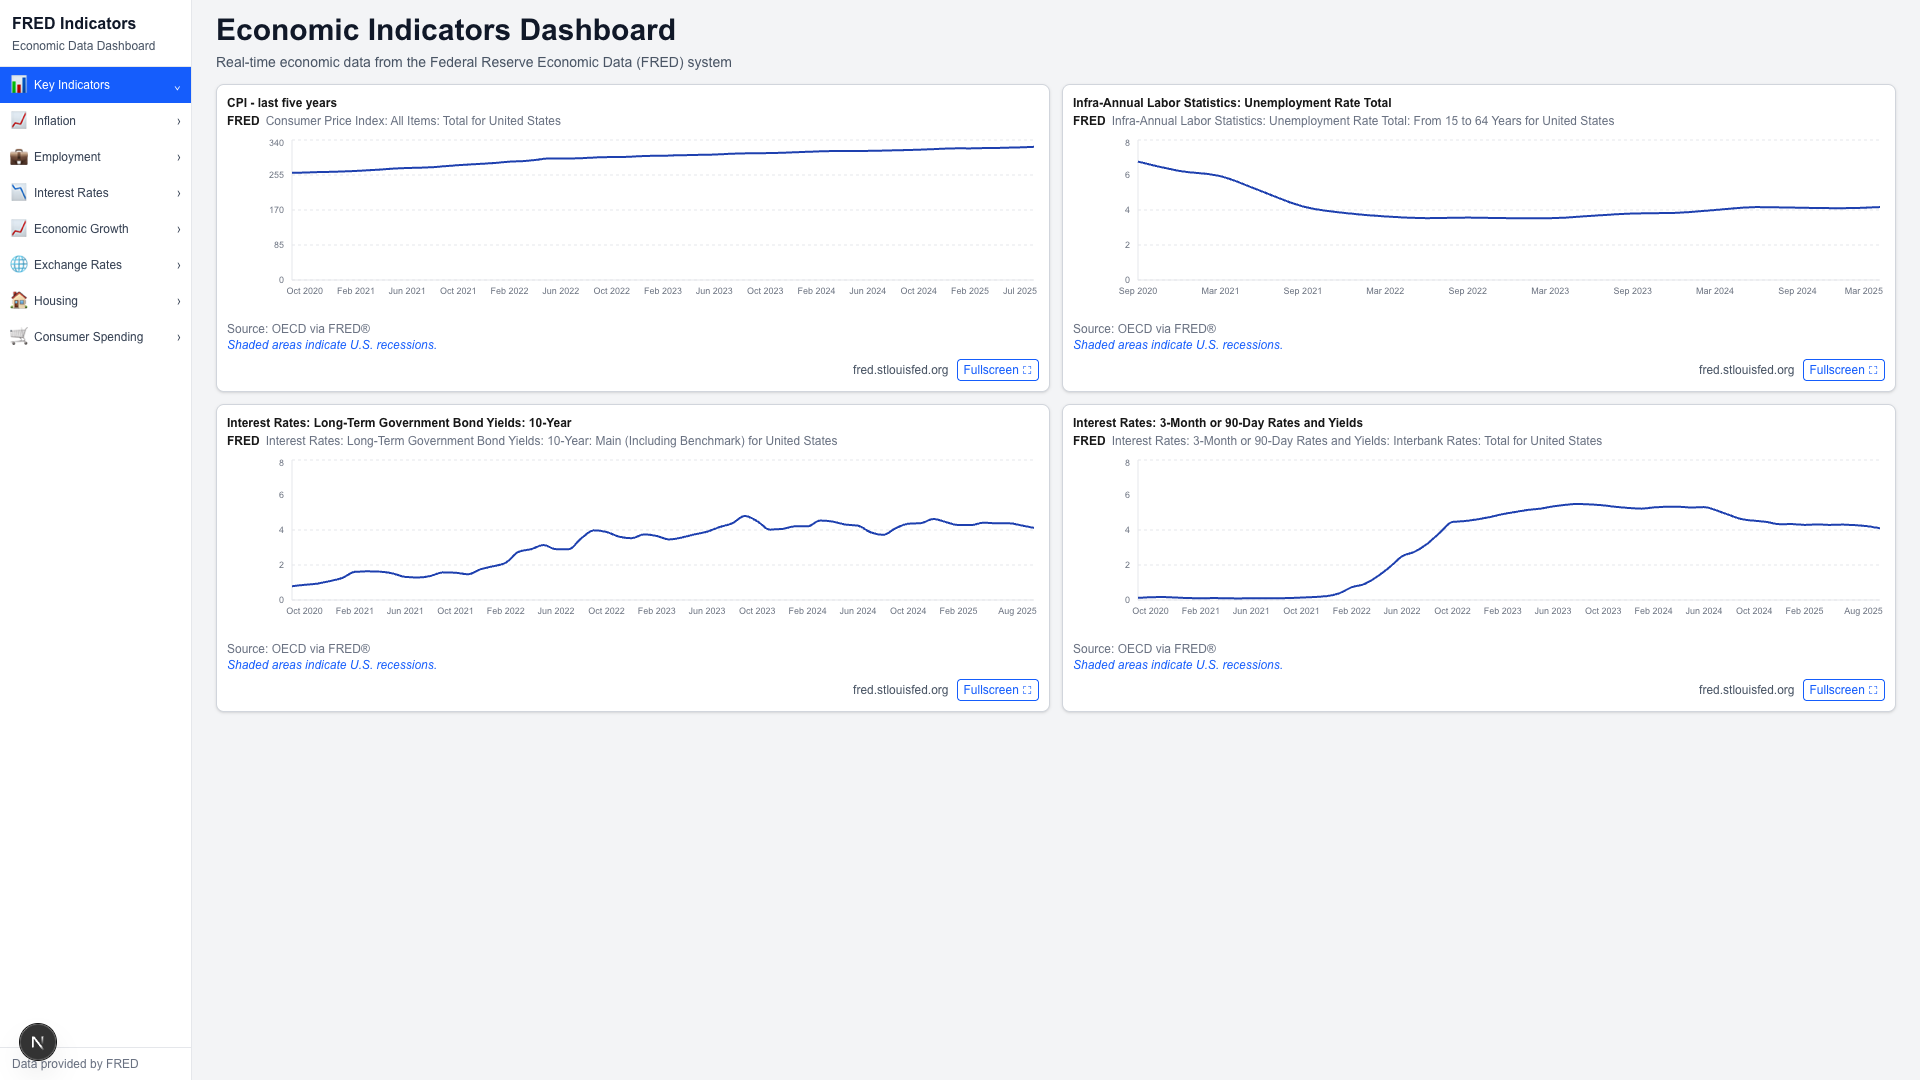 FRED Indicators
Economic Data Dashboard
Key Indicators
Inflation
Employment
Interest Rates
Economic Growth
Exchange Rates
Housing
Consumer Spending
Data provided by FRED
N
Economic Indicators Dashboard
Real-time economic data from the Federal Reserve Economic Data (FRED) system
CPI - last five years
FRED Consumer Price Index: All Items: Total for United States
340
255
170
85
0
Oct 2020 Feb 2021 Jun 2021 Oct 2021 Feb 2022 Jun 2022 Oct 2022 Feb 2023 Jun 2023 Oct 2023 Feb 2024 Jun 2024 Oct 2024 Feb 2025 Jul 2025
Source: OECD via FRED®
Shaded areas indicate U.S. recessions.
fred.stlouisfed.org Fullscreen
Infra-Annual Labor Statistics: Unemployment Rate Total
FRED Infra-Annual Labor Statistics: Unemployment Rate Total: From 15 to 64 Years for United States
8
6
4
2
0
Sep 2020 Mar 2021 Sep 2021 Mar 2022 Sep 2022 Mar 2023 Sep 2023 Mar 2024 Sep 2024 Mar 2025
Source: OECD via FRED®
Shaded areas indicate U.S. recessions.
fred.stlouisfed.org Fullscreen
Interest Rates: Long-Term Government Bond Yields: 10-Year
FRED Interest Rates: Long-Term Government Bond Yields: 10-Year: Main (Including Benchmark) for United States
8
6
4
2
0
Oct 2020 Feb 2021 Jun 2021 Oct 2021 Feb 2022 Jun 2022 Oct 2022 Feb 2023 Jun 2023 Oct 2023 Feb 2024 Jun 2024 Oct 2024 Feb 2025 Aug 2025
Source: OECD via FRED®
Shaded areas indicate U.S. recessions.
fred.stlouisfed.org Fullscreen
Interest Rates: 3-Month or 90-Day Rates and Yields
FRED Interest Rates: 3-Month or 90-Day Rates and Yields: Interbank Rates: Total for United States
8
6
4
2
0
Oct 2020 Feb 2021 Jun 2021 Oct 2021 Feb 2022 Jun 2022 Oct 2022 Feb 2023 Jun 2023 Oct 2023 Feb 2024 Jun 2024 Oct 2024 Feb 2025 Aug 2025
Source: OECD via FRED®
Shaded areas indicate U.S. recessions.
fred.stlouisfed.org Fullscreen